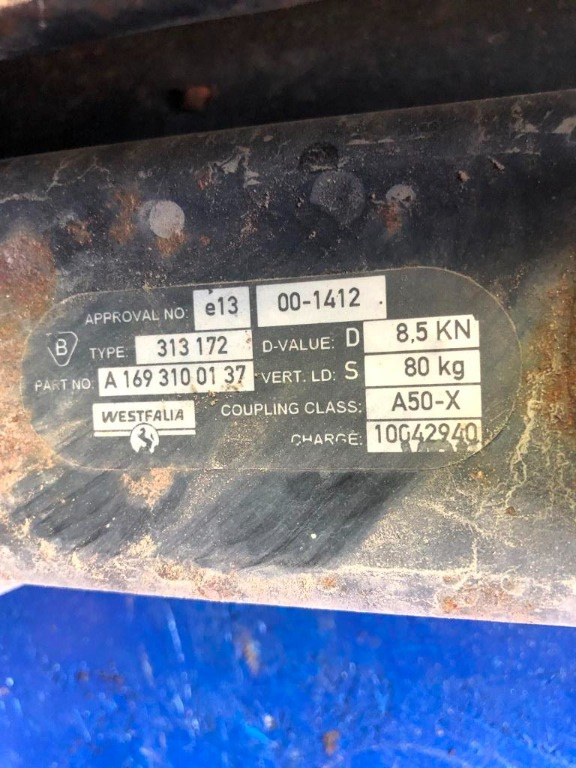 APPROVAL NO: e13 00-1412
B TYPE: 313 172 D-VALUE: D 8,5 KN
PART NO: A 169 310 01 37 VERT. LD: S 80 kg
WESTFALIA COUPLING CLASS: A50-X
CHARGE: 10042940